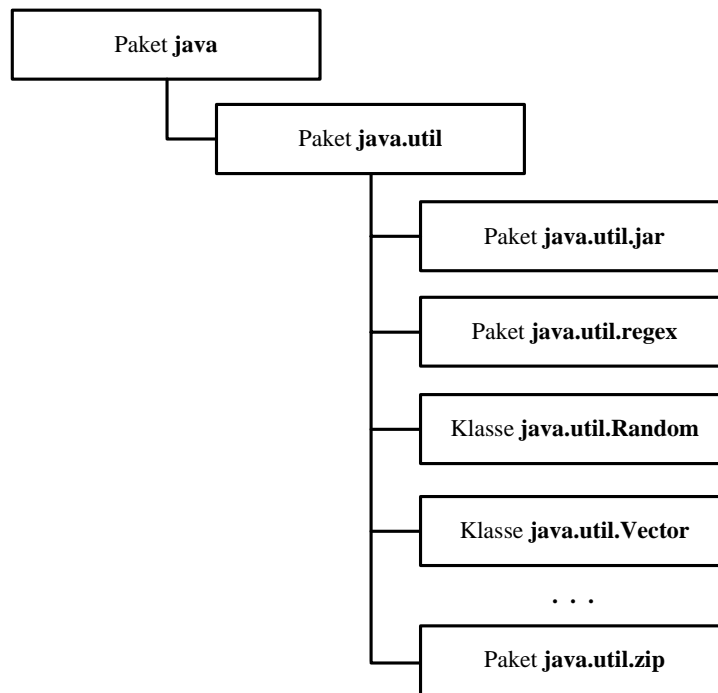 Paket java
Paket java.util
Paket java.util.jar
Paket java.util.regex
Klasse java.util.Random
Klasse java.util.Vector
. . .
Paket java.util.zip